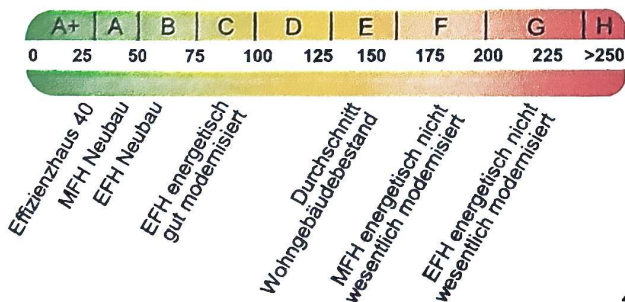 A+ A B C D E F G H
0 25 50 75 100 125 150 175 200 225 >250
Effizienzhaus 40
MFH Neubau
EFH Neubau
EFH energetisch
gut modernisiert
Durchschnitt
Wohngebäudebestand
MFH energetisch nicht
wesentlich modernisiert
EFH energetisch nicht
wesentlich modernisiert